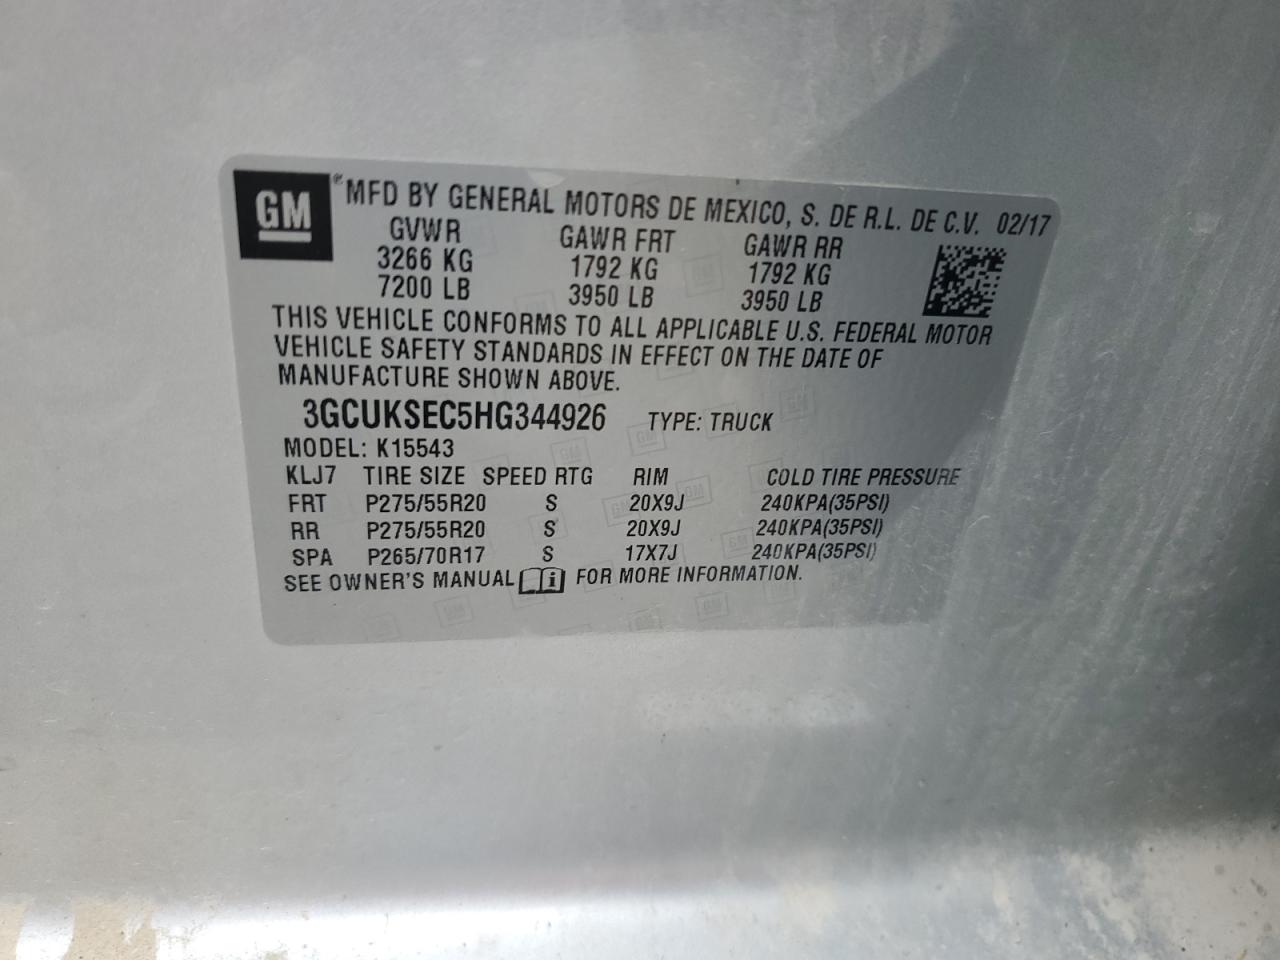 GM ® MFD BY GENERAL MOTORS DE MEXICO, S. DE R.L. DE C.V. 02/17
GVWR GAWR FRT GAWR RR
3266 KG 1792 KG 1792 KG
7200 LB 3950 LB 3950 LB
THIS VEHICLE CONFORMS TO ALL APPLICABLE U.S. FEDERAL MOTOR
VEHICLE SAFETY STANDARDS IN EFFECT ON THE DATE OF
MANUFACTURE SHOWN ABOVE.
3GCUKSEC5HG344926 TYPE: TRUCK
MODEL: K15543
KLJ7 TIRE SIZE SPEED RTG RIM COLD TIRE PRESSURE
FRT P275/55R20 S 20X9J 240KPA(35PSI)
RR P275/55R20 S 20X9J 240KPA(35PSI)
SPA P265/70R17 S 17X7J 240KPA(35PSI)
SEE OWNER'S MANUAL i FOR MORE INFORMATION.